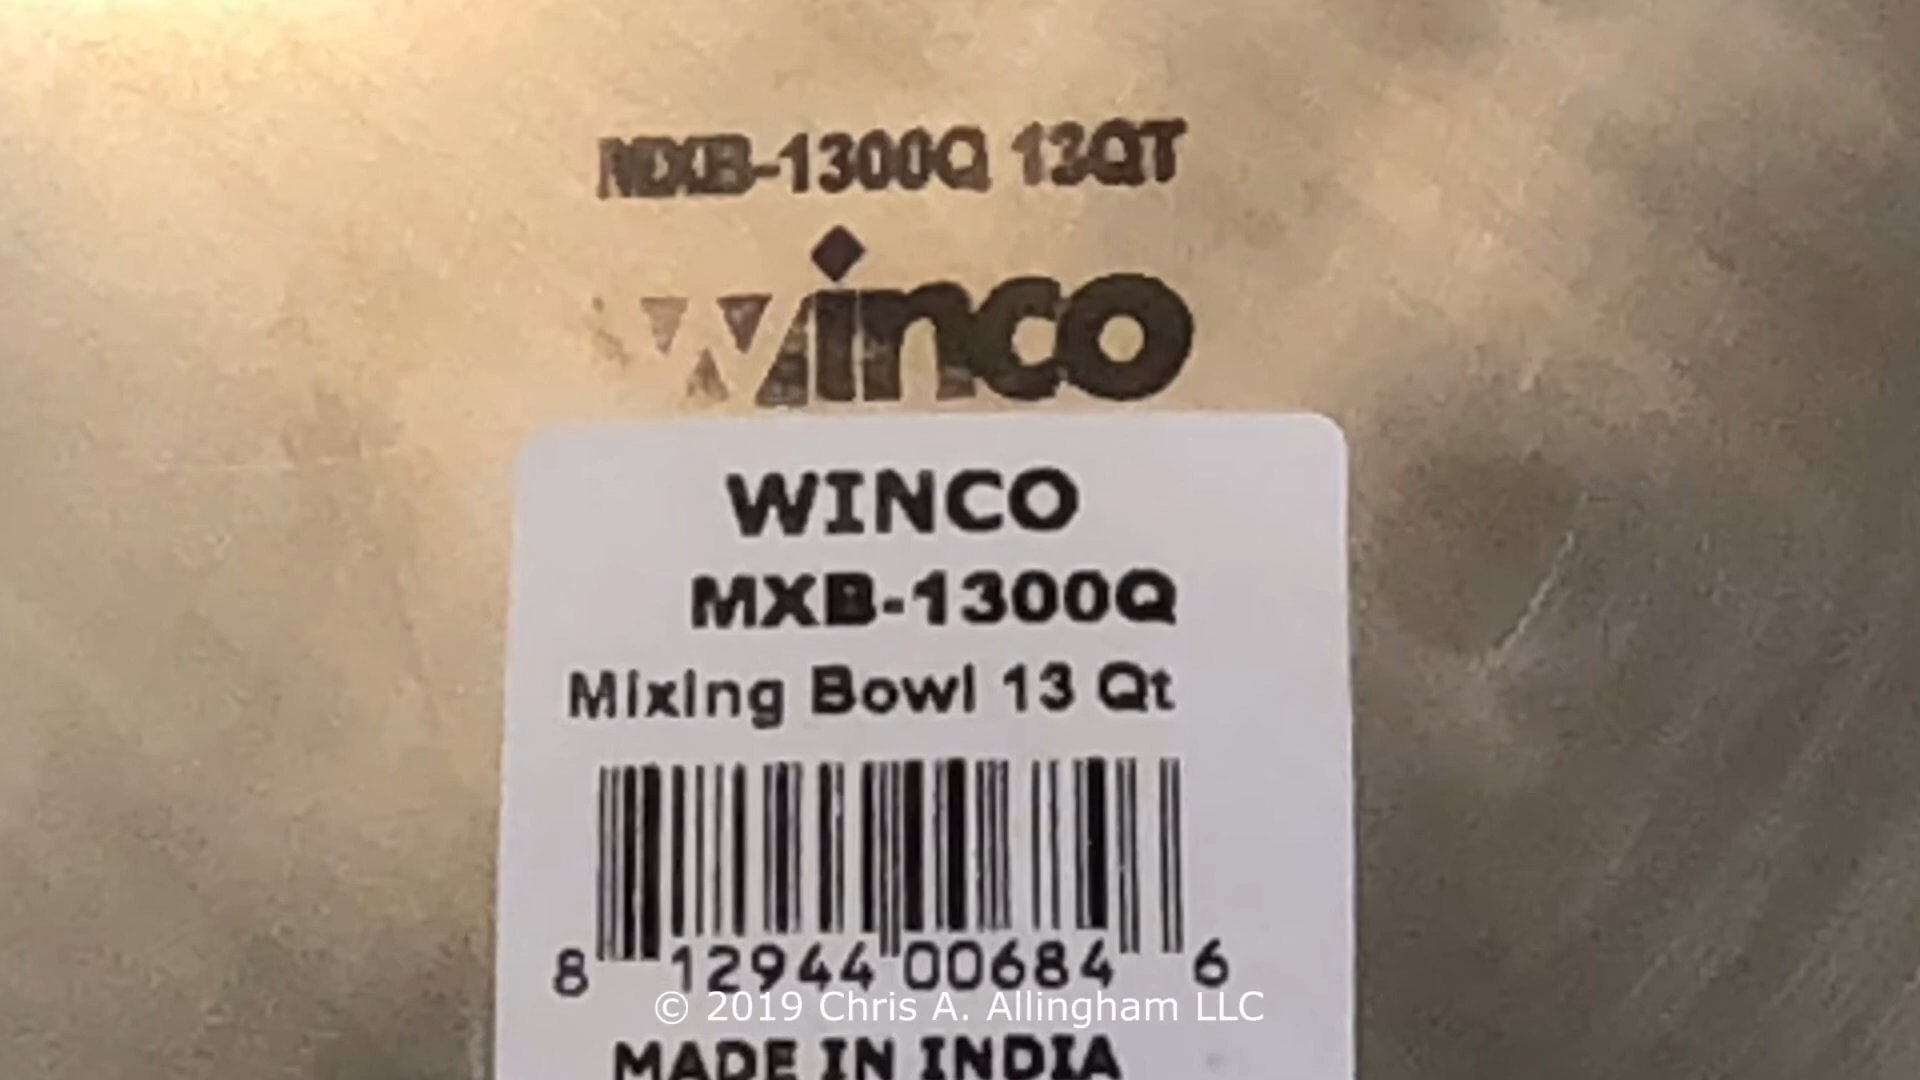 MXB-1300Q 13QT
winco
WINCO
MXB-1300Q
Mixing Bowl 13 Qt
8 12944 00684 6
© 2019 Chris A. Allingham LLC
MADE IN INDIA